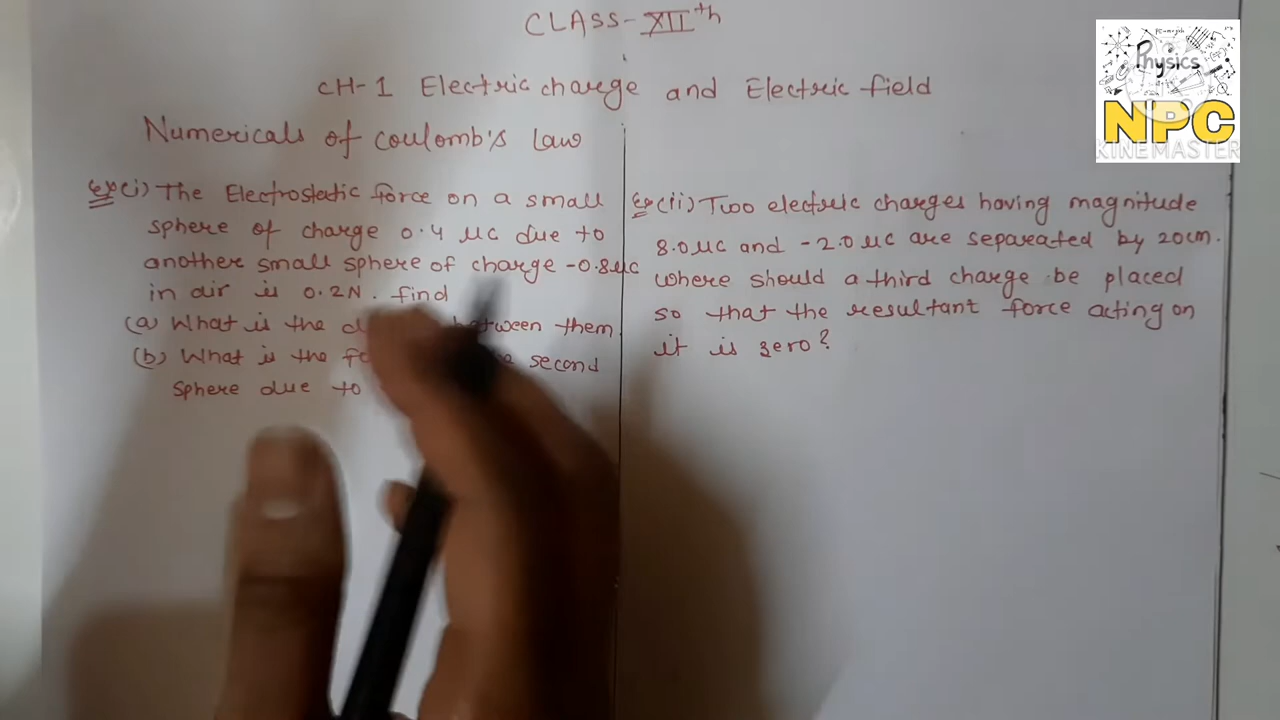 CLASS-XIIth
CH-1 Electric charge and Electric field
Numericals of Coulomb's Law
Ex(i) The Electrostatic force on a small
sphere of charge 0.4 μC due to
another small sphere of charge -0.8μC
in air is 0.2N. find
(a) What is the between them
(b) What is the second
Sphere due to
Ex(ii) Two electric charges having magnitude
8.0μC and -2.0μC are separated by 20cm.
where should a third charge be placed
so that the resultant force acting on
it is zero?
Physics
NPC
KINEMASTER